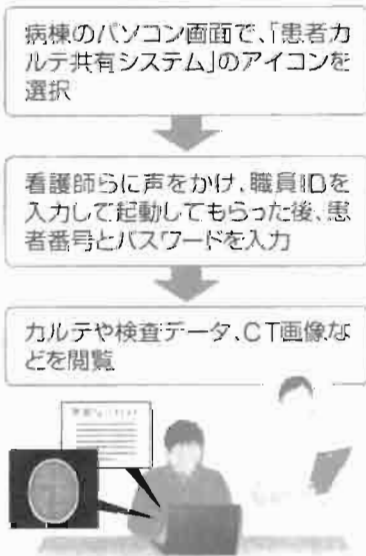 病棟のパソコン画面で、「患者カ
ルテ共有システム」のアイコンを
選択
看護師らに声をかけ、職員IDを
入力して起動してもらった後、患
者番号とパスワードを入力
カルテや検査データ、CT画像な
どを閲覧